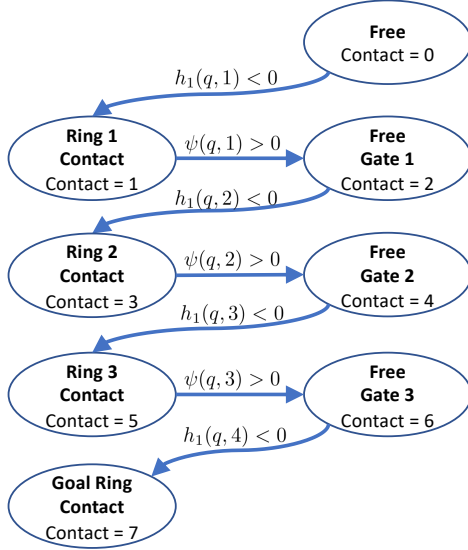 Free
Contact = 0
h₁(q, 1) < 0
Ring 1
Contact
Contact = 1
ψ(q, 1) > 0
Free
Gate 1
Contact = 2
h₁(q, 2) < 0
Ring 2
Contact
Contact = 3
ψ(q, 2) > 0
Free
Gate 2
Contact = 4
h₁(q, 3) < 0
Ring 3
Contact
Contact = 5
ψ(q, 3) > 0
Free
Gate 3
Contact = 6
h₁(q, 4) < 0
Goal Ring
Contact
Contact = 7